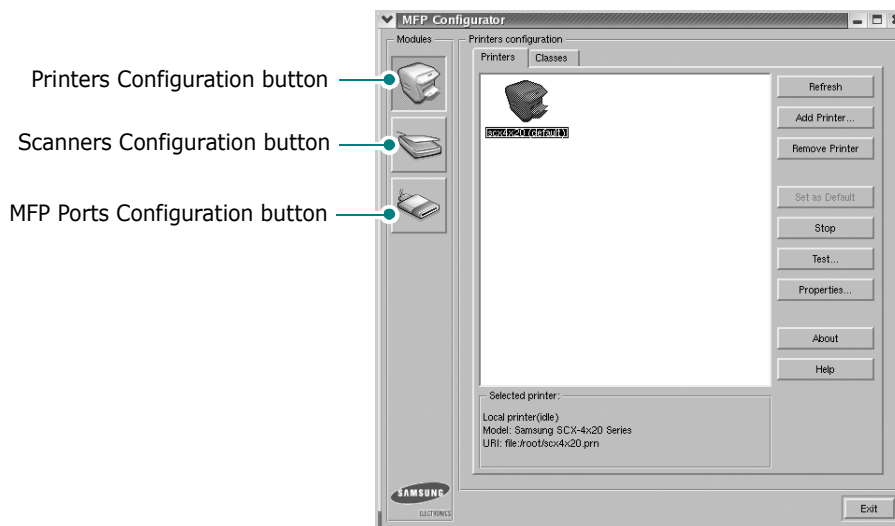 MFP Configurator
Modules
Printers configuration
Printers
Classes
Printers Configuration button
Scanners Configuration button
MFP Ports Configuration button
scx4x20 (default)
Refresh
Add Printer...
Remove Printer
Set as Default
Stop
Test...
Properties...
About
Help
Selected printer:
Local printer(idle)
Model: Samsung SCX-4x20 Series
URI: file:/root/scx4x20.prn
SAMSUNG
ELECTRONICS
Exit